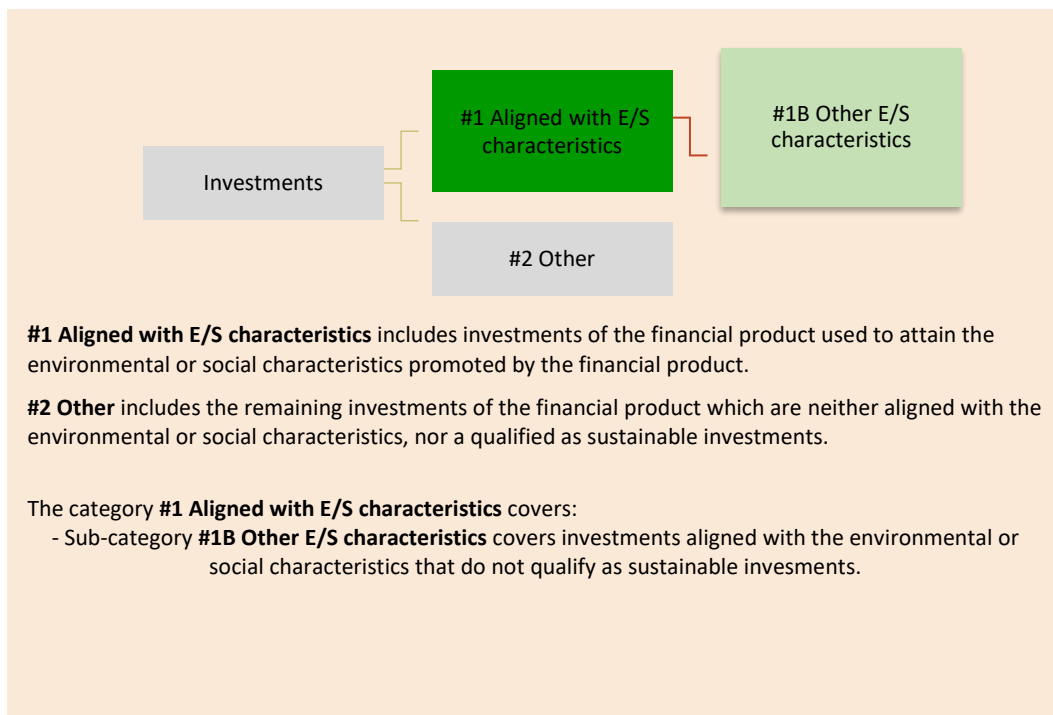 #1 Aligned with E/S
characteristics
#1B Other E/S
characteristics
Investments
#2 Other
#1 Aligned with E/S characteristics includes investments of the financial product used to attain the
environmental or social characteristics promoted by the financial product.
#2 Other includes the remaining investments of the financial product which are neither aligned with the
environmental or social characteristics, nor a qualified as sustainable investments.
The category #1 Aligned with E/S characteristics covers:
- Sub-category #1B Other E/S characteristics covers investments aligned with the environmental or
social characteristics that do not qualify as sustainable invesments.